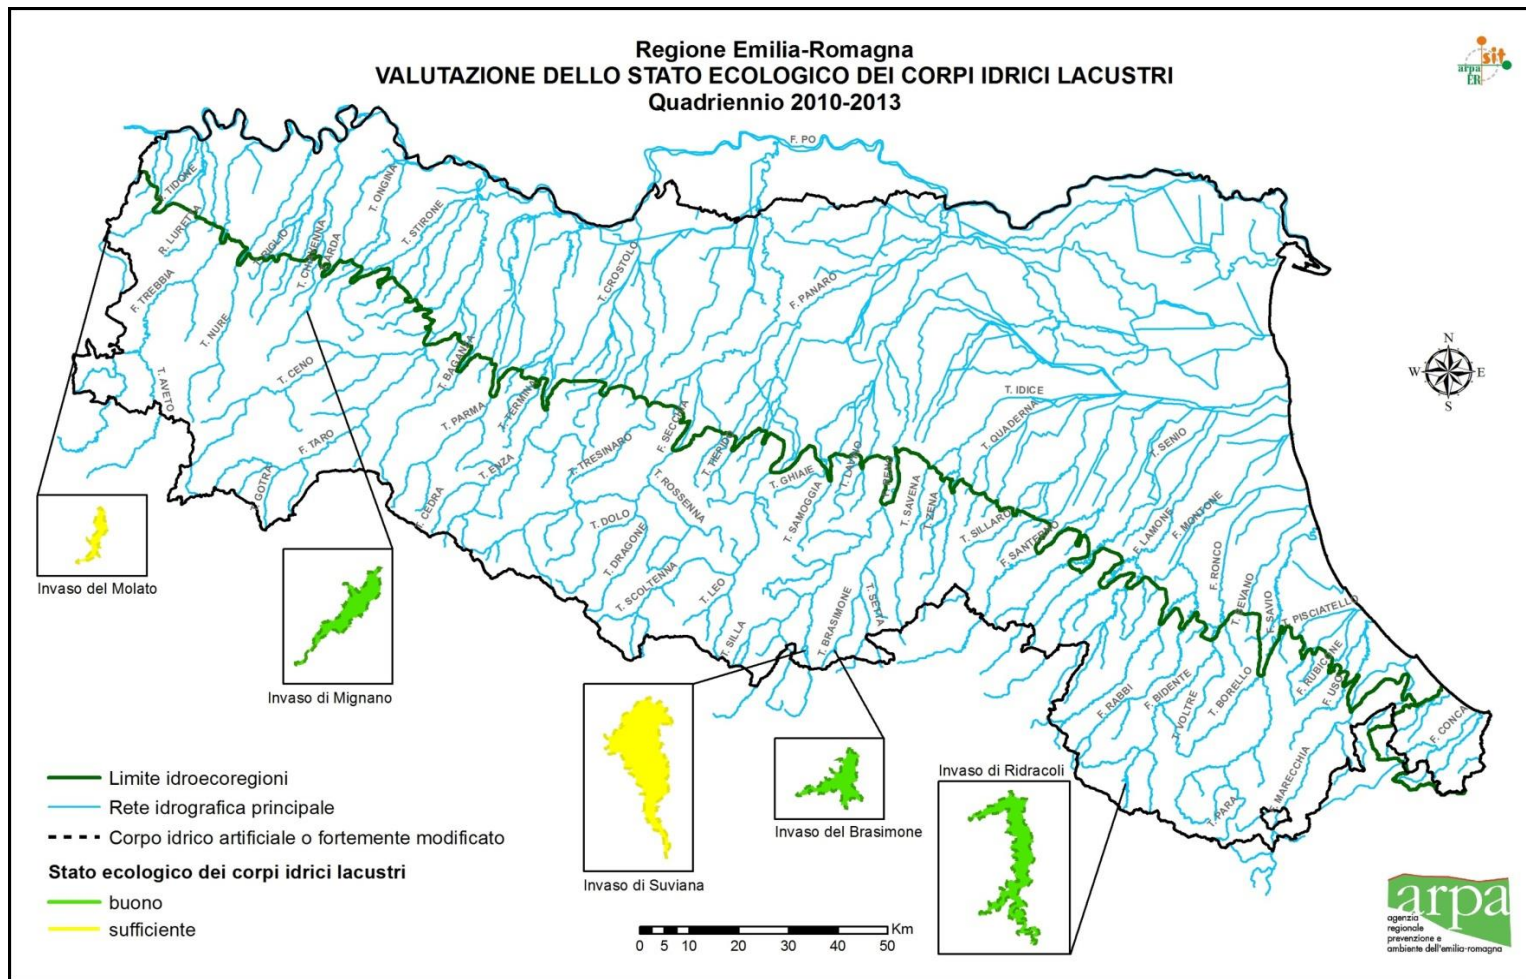 Regione Emilia-Romagna
VALUTAZIONE DELLO STATO ECOLOGICO DEI CORPI IDRICI LACUSTRI
Quadriennio 2010-2013
sit
arpa
ER
F. PO
T. TIDONE
R. LURETTA
F. TREBBIA
T. NURE
T. AVETO
T. ONGINA
T. STIRONE
T. CENO
F. TARO
T. BAGANZA
T. PARMA
T. ENZA
T. CEDRA
T. CROSTOLO
T. TRESINARO
F. SECCHIA
T. ROSSENNA
T. DOLO
T. DRAGONE
T. SCOLTENNA
T. LEO
T. SILLA
F. PANARO
T. TIEPIDO
T. GHIAIE
T. SAMOGGIA
T. LAVINO
T. SAVENA
T. ZENA
T. BRASIMONE
T. SETTA
T. IDICE
T. QUADERNA
T. SILLARO
F. SANTERNO
T. SENIO
F. LAMONE
F. MONTONE
F. RONCO
T. BEVANO
F. SAVIO
T. PISCIATELLO
F. RUBICONE
F. USO
F. RABBI
F. BIDENTE
T. VOLTRE
T. BORELLO
T. PARA
F. MARECCHIA
F. CONCA
N
W
E
S
Invaso del Molato
Invaso di Mignano
Invaso di Suviana
Invaso del Brasimone
Invaso di Ridracoli
Limite idroecoregioni
Rete idrografica principale
Corpo idrico artificiale o fortemente modificato
Stato ecologico dei corpi idrici lacustri
buono
sufficiente
0 5 10 20 30 40 50 Km
arpa
agenzia
regionale
prevenzione e
ambiente dell'emilia-romagna